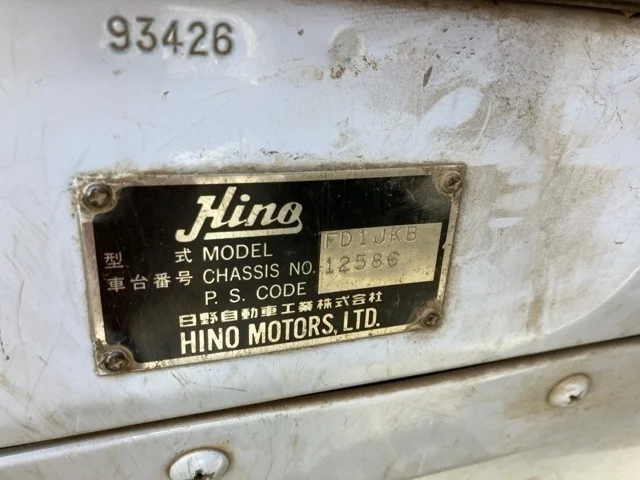 93426
Hino
型 式 MODEL FD1JKB
車台番号 CHASSIS NO. 12586
P. S. CODE
日野自動車工業株式会社
HINO MOTORS, LTD.